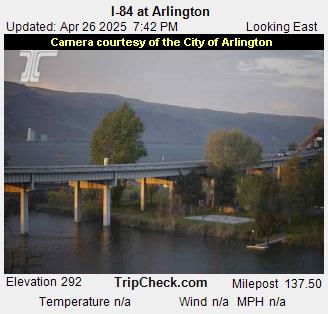 I-84 at Arlington
Updated: Apr 26 2025 7:42 PM Looking East
Camera courtesy of the City of Arlington
Elevation 292 TripCheck.com Milepost 137.50
Temperature n/a Wind n/a MPH n/a